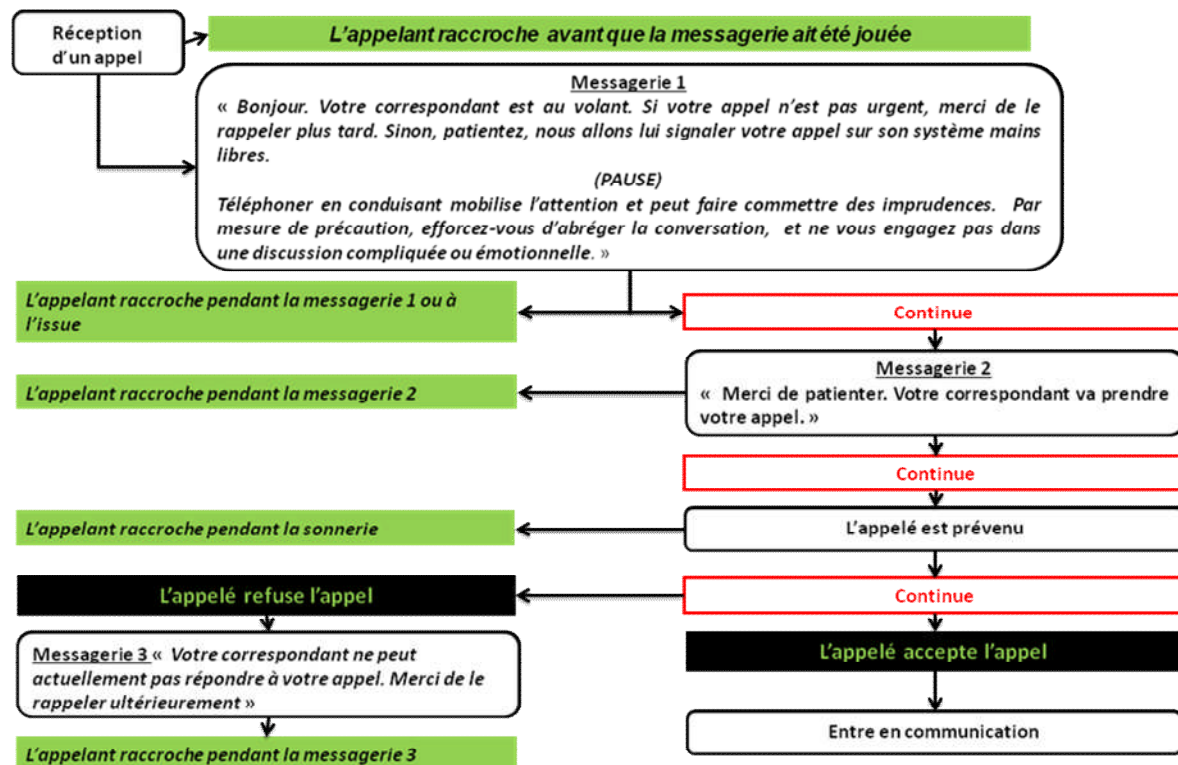 Réception
d'un appel
L'appelant raccroche avant que la messagerie ait été jouée
Messagerie 1
« Bonjour. Votre correspondant est au volant. Si votre appel n'est pas urgent, merci de le
rappeler plus tard. Sinon, patientez, nous allons lui signaler votre appel sur son système mains
libres.
(PAUSE)
Téléphoner en conduisant mobilise l'attention et peut faire commettre des imprudences. Par
mesure de précaution, efforcez-vous d'abréger la conversation, et ne vous engagez pas dans
une discussion compliquée ou émotionnelle. »
L'appelant raccroche pendant la messagerie 1 ou à
l'issue
Continue
Messagerie 2
« Merci de patienter. Votre correspondant va prendre
votre appel. »
L'appelant raccroche pendant la messagerie 2
Continue
L'appelant raccroche pendant la sonnerie
L'appelé est prévenu
L'appelé refuse l'appel
Continue
Messagerie 3 « Votre correspondant ne peut
actuellement pas répondre à votre appel. Merci de le
rappeler ultérieurement »
L'appelé accepte l'appel
Entre en communication
L'appelant raccroche pendant la messagerie 3